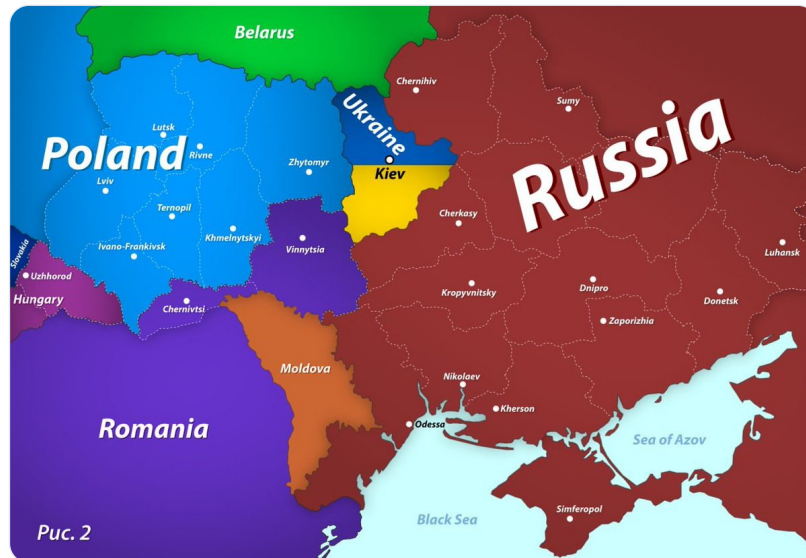 Belarus
Chernihiv
Sumy
Ukraine
Russia
Lutsk
Poland
Rivne
Zhytomyr
Kiev
Lviv
Ternopil
Cherkasy
Khmelnytskyi
Ivano-Frankivsk
Vinnytsia
Luhansk
Slovakia
Uzhhorod
Hungary
Chernivtsi
Kropyvnitsky
Dnipro
Donetsk
Zaporizhia
Moldova
Nikolaev
Kherson
Odessa
Romania
Sea of Azov
Simferopol
Black Sea
Рис. 2